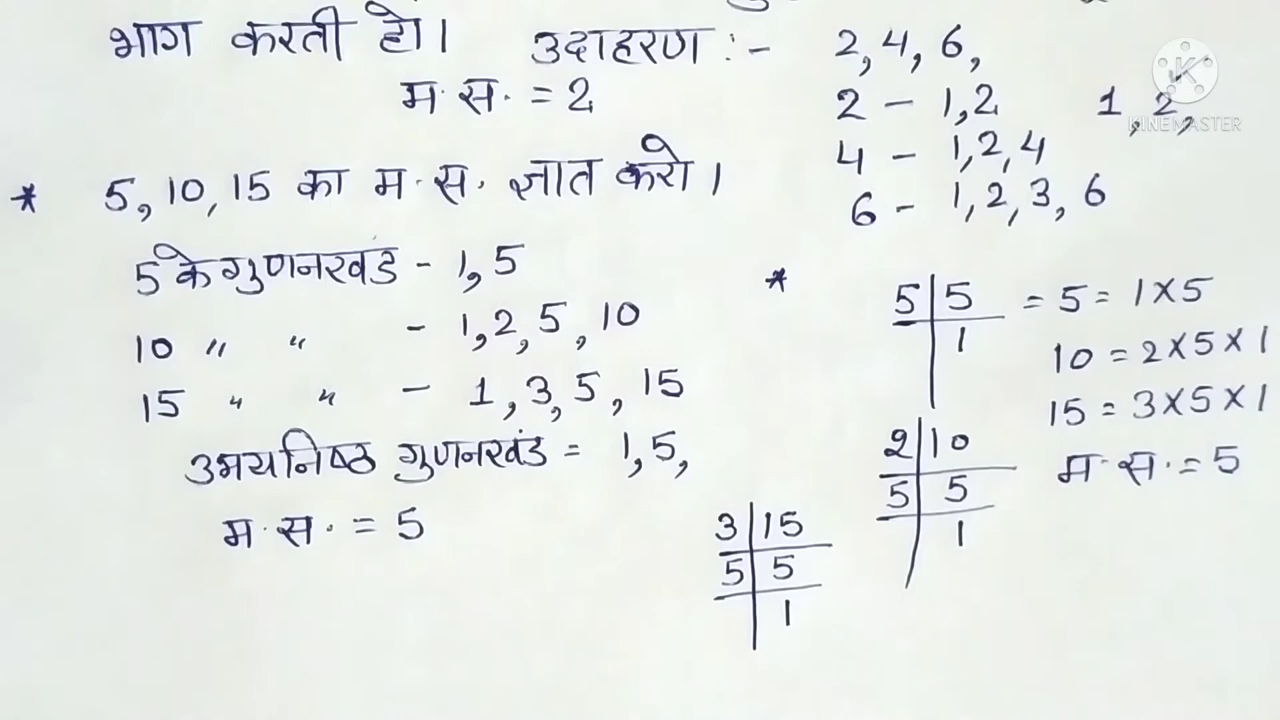 भाग करती हो। उदाहरण :- 2, 4, 6,
म. स. = 2
2 - 1,2 1, 2,
4 - 1,2,4
6 - 1,2,3,6
* 5, 10, 15 का म. स. ज्ञात करो।
5 के गुणनखंड - 1,5
10 " " - 1,2,5,10
15 " " - 1,3,5,15
उभयनिष्ठ गुणनखंड = 1,5,
म. स. = 5
*
5 | 5 = 5 = 1×5
1
10 = 2×5×1
15 = 3×5×1
म. स. = 5
2 | 10
5 | 5
1
3 | 15
5 | 5
1
KINEMASTER